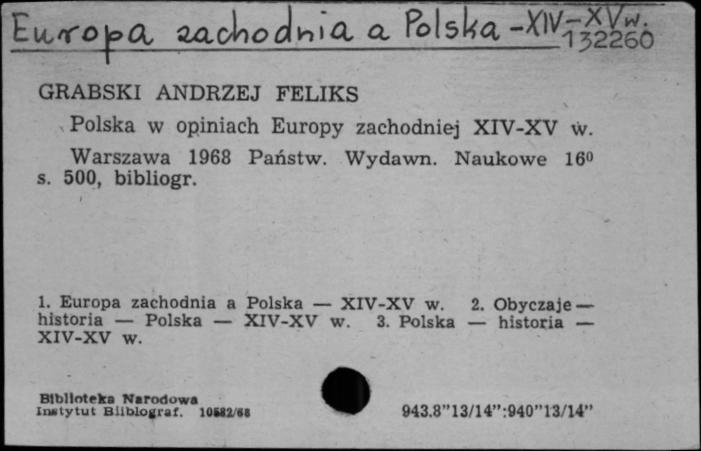 Europa zachodnia a Polska - XIV-XV w.
132260
GRABSKI ANDRZEJ FELIKS
Polska w opiniach Europy zachodniej XIV-XV w.
Warszawa 1968 Państw. Wydawn. Naukowe 16⁰
s. 500, bibliogr.
1. Europa zachodnia a Polska — XIV-XV w. 2. Obyczaje —
historia — Polska — XIV-XV w. 3. Polska — historia —
XIV-XV w.
Biblioteka Narodowa
Instytut Bliblograf. 10582/68
943.8”13/14”:940”13/14”